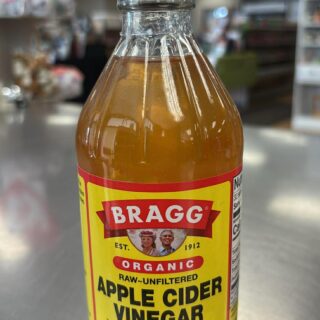 BRAGG
EST. 1912
ORGANIC
RAW-UNFILTERED
APPLE CIDER
VINEGAR